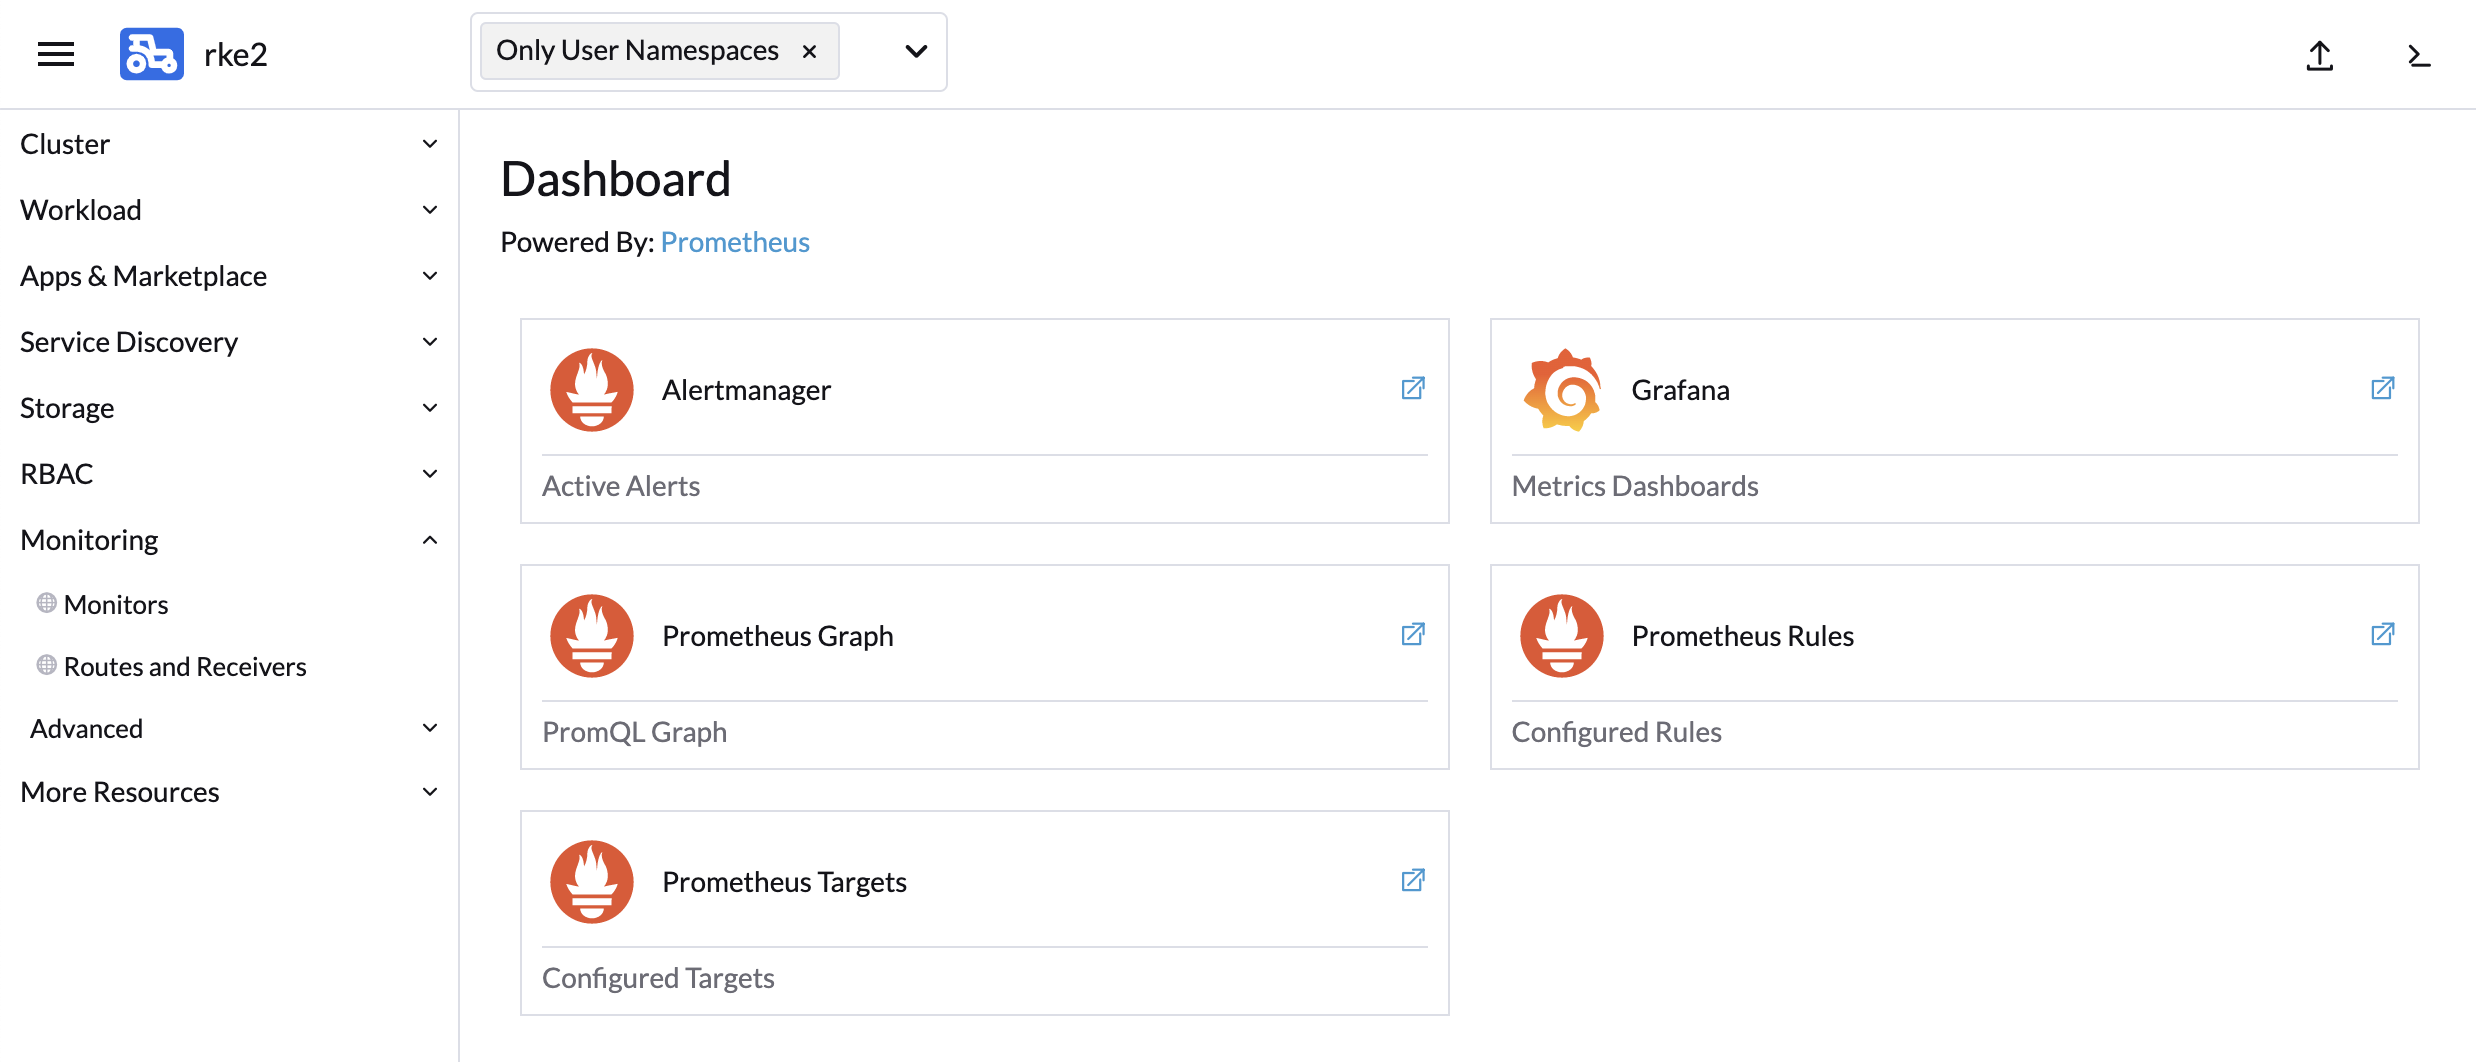 rke2
Only User Namespaces
Cluster
Workload
Apps & Marketplace
Service Discovery
Storage
RBAC
Monitoring
Monitors
Routes and Receivers
Advanced
More Resources
Dashboard
Powered By: Prometheus
Alertmanager
Active Alerts
Grafana
Metrics Dashboards
Prometheus Graph
PromQL Graph
Prometheus Rules
Configured Rules
Prometheus Targets
Configured Targets